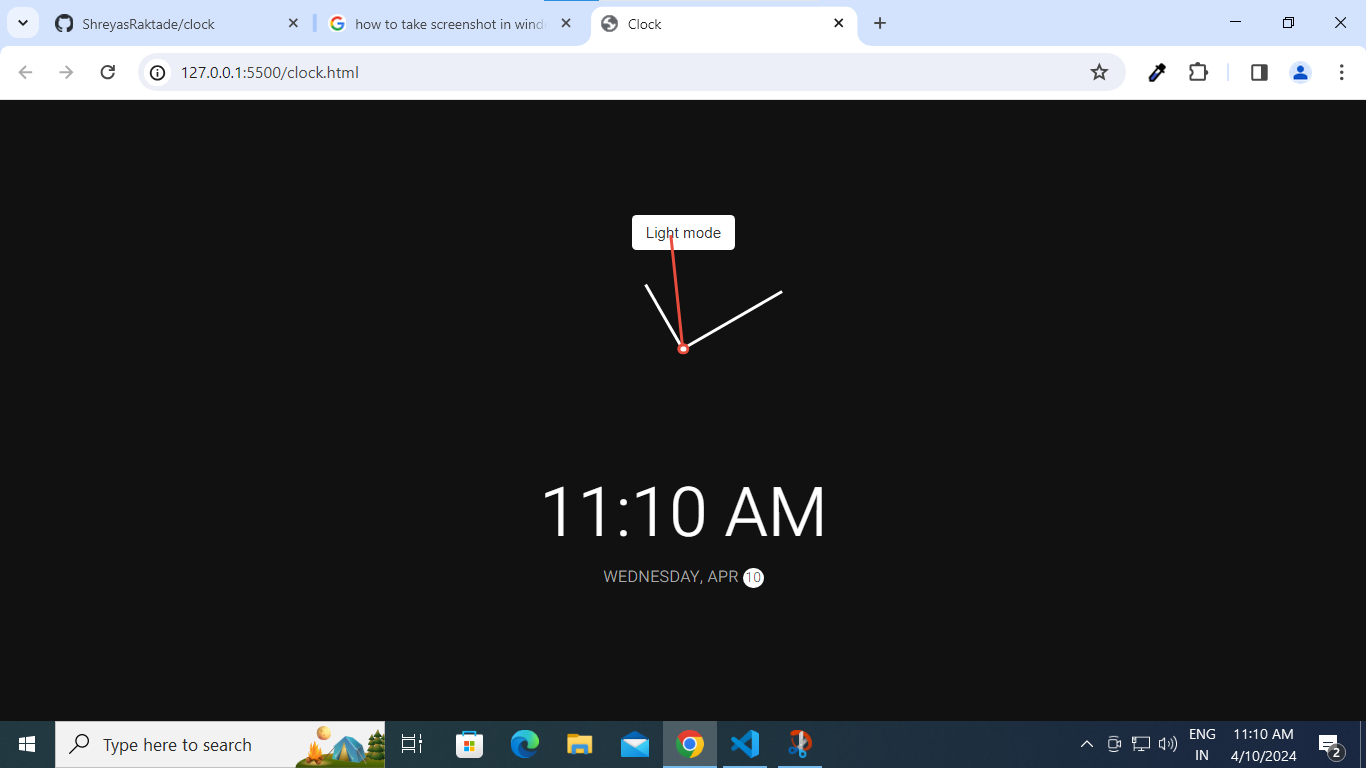 ShreyasRaktade/clock
how to take screenshot in wind
Clock
127.0.0.1:5500/clock.html
Light mode
11:10 AM
WEDNESDAY, APR 10
Type here to search
ENG
IN
11:10 AM
4/10/2024
2